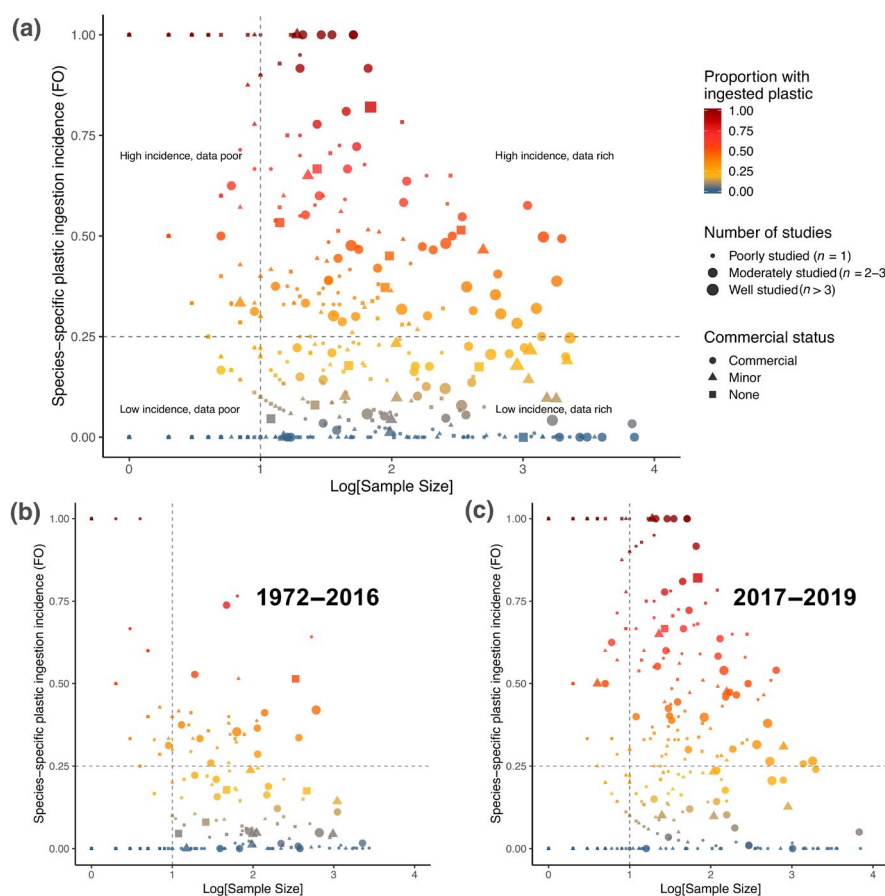 (a)
1.00
0.75
0.50
0.25
0.00
Species−specific plastic ingestion incidence (FO)
High incidence, data poor
High incidence, data rich
Low incidence, data poor
Low incidence, data rich
0
1
2
3
4
Log[Sample Size]
Proportion with
ingested plastic
1.00
0.75
0.50
0.25
0.00
Number of studies
Poorly studied (n = 1)
Moderately studied (n = 2−3
Well studied (n > 3)
Commercial status
Commercial
Minor
None
(b)
1.00
0.75
0.50
0.25
0.00
Species−specific plastic ingestion incidence (FO)
1972−2016
0
1
2
3
4
Log[Sample Size]
(c)
1.00
0.75
0.50
0.25
0.00
Species−specific plastic ingestion incidence (FO)
2017−2019
0
1
2
3
4
Log[Sample Size]